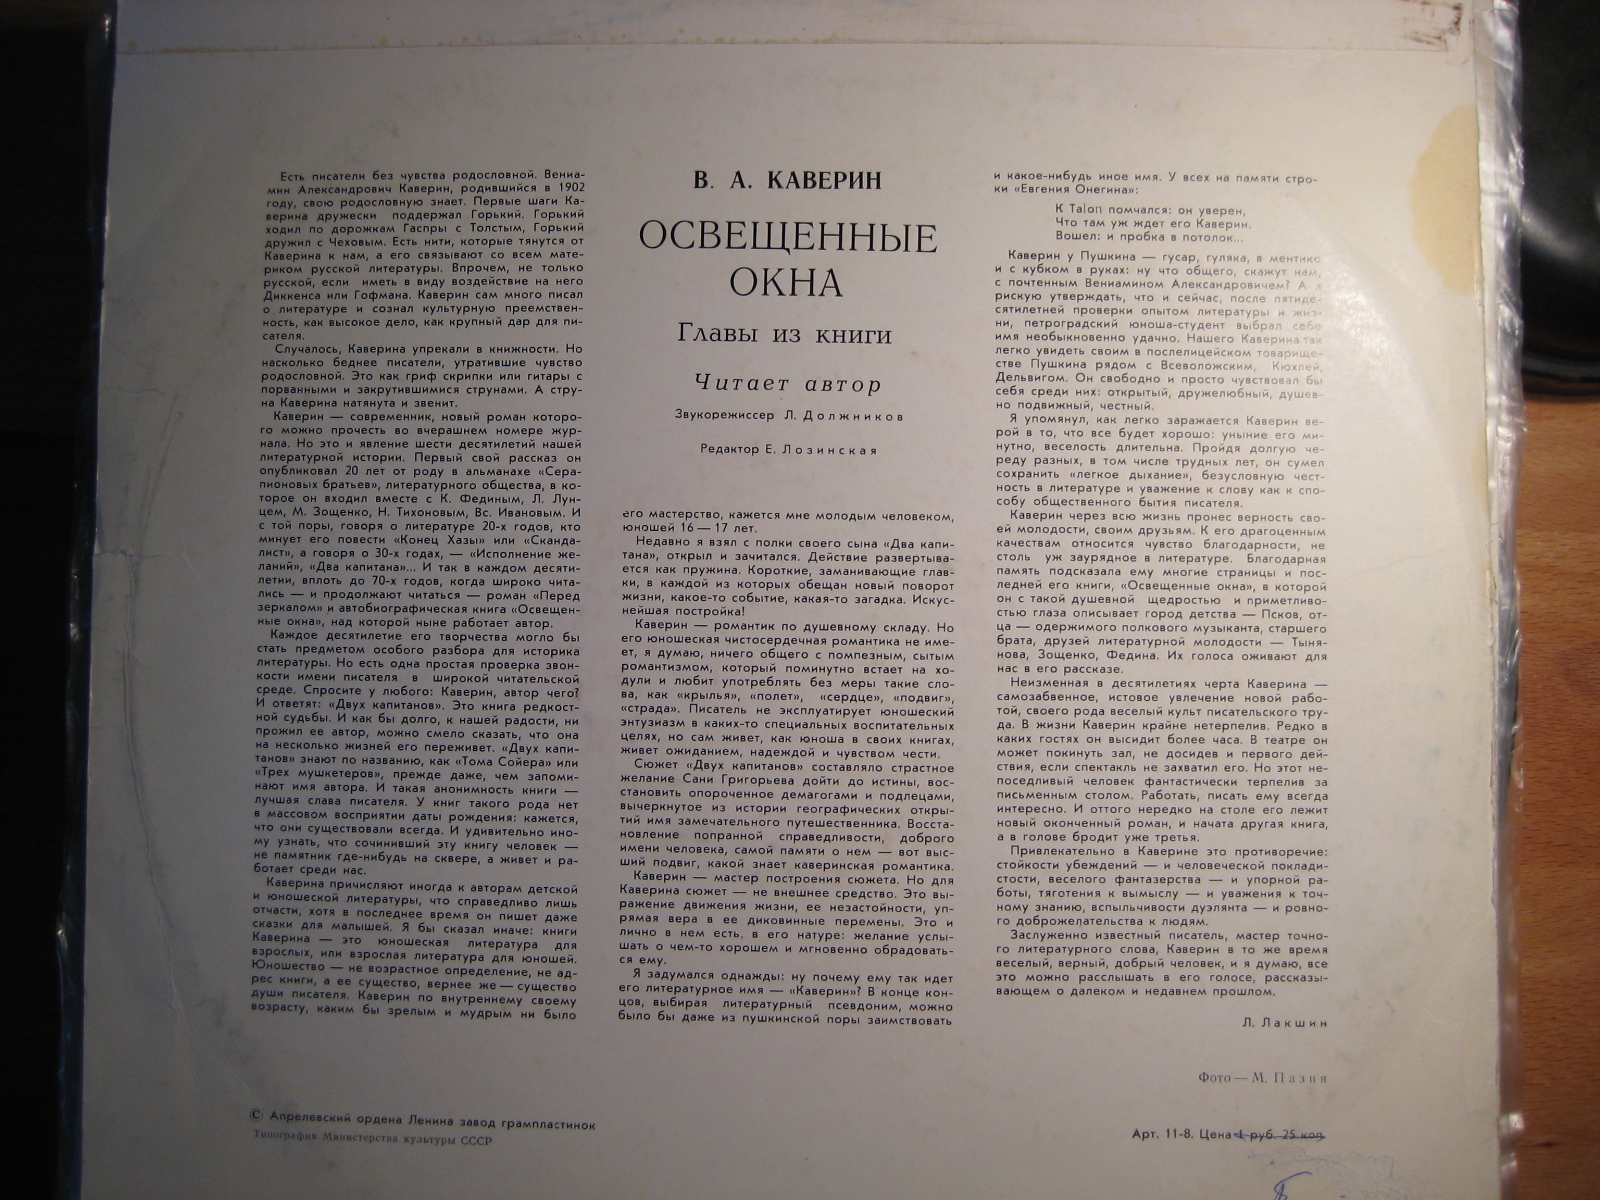 Есть писатели без чувства родословной. Вениа-
мин Александрович Каверин, родившийся в 1902
году, свою родословную знает. Первые шаги Ка-
верина дружески поддержал Горький. Горький
ходил по дорожкам Гаспры с Толстым, Горький
дружил с Чеховым. Есть нити, которые тянутся от
Каверина к нам, а его связывают со всем мате-
риком русской литературы. Впрочем, не только
русской, если иметь в виду воздействие на него
Диккенса или Гофмана. Каверин сам много писал
о литературе и сознал культурную преемствен-
ность, как высокое дело, как крупный дар для пи-
сателя.
Случалось, Каверина упрекали в книжности. Но
насколько беднее писатели, утратившие чувство
родословной. Это как гриф скрипки или гитары с
порванными и закрутившимися струнами. А стру-
на Каверина натянута и звенит.
Каверин — современник, новый роман которо-
го можно прочесть во вчерашнем номере жур-
нала. Но это и явление шести десятилетий нашей
литературной истории. Первый свой рассказ он
опубликовал 20 лет от роду в альманахе «Сера-
пионовых братьев», литературного общества, в ко-
торое он входил вместе с К. Фединым, Л. Лун-
цем, М. Зощенко, Н. Тихоновым, Вс. Ивановым. И
с той поры, говоря о литературе 20-х годов, кто
минует его повести «Конец Хазы» или «Сканда-
лист», а говоря о 30-х годах, — «Исполнение же-
ланий», «Два капитана»... И так в каждом десяти-
летии, вплоть до 70-х годов, когда широко чита-
лись — и продолжают читаться — роман «Перед
зеркалом» и автобиографическая книга «Освещен-
ные окна», над которой ныне работает автор.
Каждое десятилетие его творчества могло бы
стать предметом особого разбора для историка
литературы. Но есть одна простая проверка звон-
кости имени писателя в широкой читательской
среде. Спросите у любого: Каверин, автор чего?
И ответят: «Двух капитанов». Это книга редкост-
ной судьбы. И как бы долго, к нашей радости, ни
прожил ее автор, можно смело сказать, что она
на несколько жизней его переживет. «Двух капи-
танов» знают по названию, как «Тома Сойера» или
«Трех мушкетеров», прежде даже, чем запоми-
нают имя автора. И такая анонимность книги —
лучшая слава писателя. У книг такого рода нет
в массовом восприятии даты рождения: кажется,
что они существовали всегда. И удивительно ино-
му узнать, что сочинивший эту книгу человек —
не памятник где-нибудь на сквере, а живет и ра-
ботает среди нас.
Каверина причисляют иногда к авторам детской
и юношеской литературы, что справедливо лишь
отчасти, хотя в последнее время он пишет даже
сказки для малышей. Я бы сказал иначе: книги
Каверина — это юношеская литература для
взрослых, или взрослая литература для юношей.
Юношество — не возрастное определение, не ад-
рес книги, а ее существо, вернее же — существо
души писателя. Каверин по внутреннему своему
возрасту, каким бы зрелым и мудрым ни было
В. А. КАВЕРИН
ОСВЕЩЕННЫЕ
ОКНА
Главы из книги
Читает автор
Звукорежиссер Л. Должников
Редактор Е. Лозинская
его мастерство, кажется мне молодым человеком,
юношей 16 — 17 лет.
Недавно я взял с полки своего сына «Два капи-
тана», открыл и зачитался. Действие развертыва-
ется как пружина. Короткие, заманивающие глав-
ки, в каждой из которых обещан новый поворот
жизни, какое-то событие, какая-то загадка. Искус-
нейшая постройка!
Каверин — романтик по душевному складу. Но
его юношеская чистосердечная романтика не име-
ет, я думаю, ничего общего с помпезным, сытым
романтизмом, который поминутно встает на хо-
дули и любит употреблять без меры такие сло-
ва, как «крылья», «полет», «сердце», «подвиг»,
«страда». Писатель не эксплуатирует юношеский
энтузиазм в каких-то специальных воспитательных
целях, но сам живет, как юноша в своих книгах,
живет ожиданием, надеждой и чувством чести.
Сюжет «Двух капитанов» составляло страстное
желание Сани Григорьева дойти до истины, вос-
становить опороченное демагогами и подлецами,
вычеркнутое из истории географических откры-
тий имя замечательного путешественника. Восста-
новление попранной справедливости, доброго
имени человека, самой памяти о нем — вот выс-
ший подвиг, какой знает каверинская романтика.
Каверин — мастер построения сюжета. Но для
Каверина сюжет — не внешнее средство. Это вы-
ражение движения жизни, ее незастойности, уп-
рямая вера в ее диковинные перемены. Это и
лично в нем есть, в его натуре: желание услы-
шать о чем-то хорошем и мгновенно обрадовать-
ся ему.
Я задумался однажды: ну почему ему так идет
его литературное имя — «Каверин»? В конце кон-
цов, выбирая литературный псевдоним, можно
было бы даже из пушкинской поры заимствовать
и какое-нибудь иное имя. У всех на памяти стро-
ки «Евгения Онегина»:
К Talon помчался: он уверен,
Что там уж ждет его Каверин.
Вошел: и пробка в потолок...
Каверин у Пушкина — гусар, гуляка, в ментике
и с кубком в руках: ну что общего, скажут нам,
с почтенным Вениамином Александровичем? А я
рискую утверждать, что и сейчас, после пятиде-
сятилетней проверки опытом литературы и жиз-
ни, петроградский юноша-студент выбрал себе
имя необыкновенно удачно. Нашего Каверина так
легко увидеть своим в послелицейском товарище-
стве Пушкина рядом с Всеволожским, Кюхлей,
Дельвигом. Он свободно и просто чувствовал бы
себя среди них: открытый, дружелюбный, душев-
но подвижный, честный.
Я упомянул, как легко заражается Каверин ве-
рой в то, что все будет хорошо: уныние его ми-
нутно, веселость длительна. Пройдя долгую че-
реду разных, в том числе трудных лет, он сумел
сохранить «легкое дыхание», безусловную чест-
ность в литературе и уважение к слову как к спо-
собу общественного бытия писателя.
Каверин через всю жизнь пронес верность сво-
ей молодости, своим друзьям. К его драгоценным
качествам относится чувство благодарности, не
столь уж заурядное в литературе. Благодарная
память подсказала ему многие страницы и пос-
ледней его книги, «Освещенные окна», в которой
он с такой душевной щедростью и приметливо-
стью глаза описывает город детства — Псков, от-
ца — одержимого полкового музыканта, старшего
брата, друзей литературной молодости — Тыня-
нова, Зощенко, Федина. Их голоса оживают для
нас в его рассказе.
Неизменная в десятилетиях черта Каверина —
самозабвенное, истовое увлечение новой рабо-
той, своего рода веселый культ писательского тру-
да. В жизни Каверин крайне нетерпелив. Редко в
каких гостях он высидит более часа. В театре он
может покинуть зал, не досидев и первого дей-
ствия, если спектакль не захватил его. Но этот не-
поседливый человек фантастически терпелив за
письменным столом. Работать, писать ему всегда
интересно. И оттого нередко на столе его лежит
новый оконченный роман, и начата другая книга,
а в голове бродит уже третья.
Привлекательно в Каверине это противоречие:
стойкости убеждений — и человеческой поклади-
стости, веселого фантазерства — и упорной ра-
боты, тяготения к вымыслу — и уважения к точ-
ному знанию, вспыльчивости дуэлянта — и ровно-
го доброжелательства к людям.
Заслуженно известный писатель, мастер точно-
го литературного слова, Каверин в то же время
веселый, верный, добрый человек, и я думаю, все
это можно расслышать в его голосе, рассказы-
вающем о далеком и недавнем прошлом.
Л. Лакшин
Фото — М. Пазия
© Апрелевский ордена Ленина завод грампластинок
Типография Министерства культуры СССР
Арт. 11-8. Цена 1 руб. 25 коп.